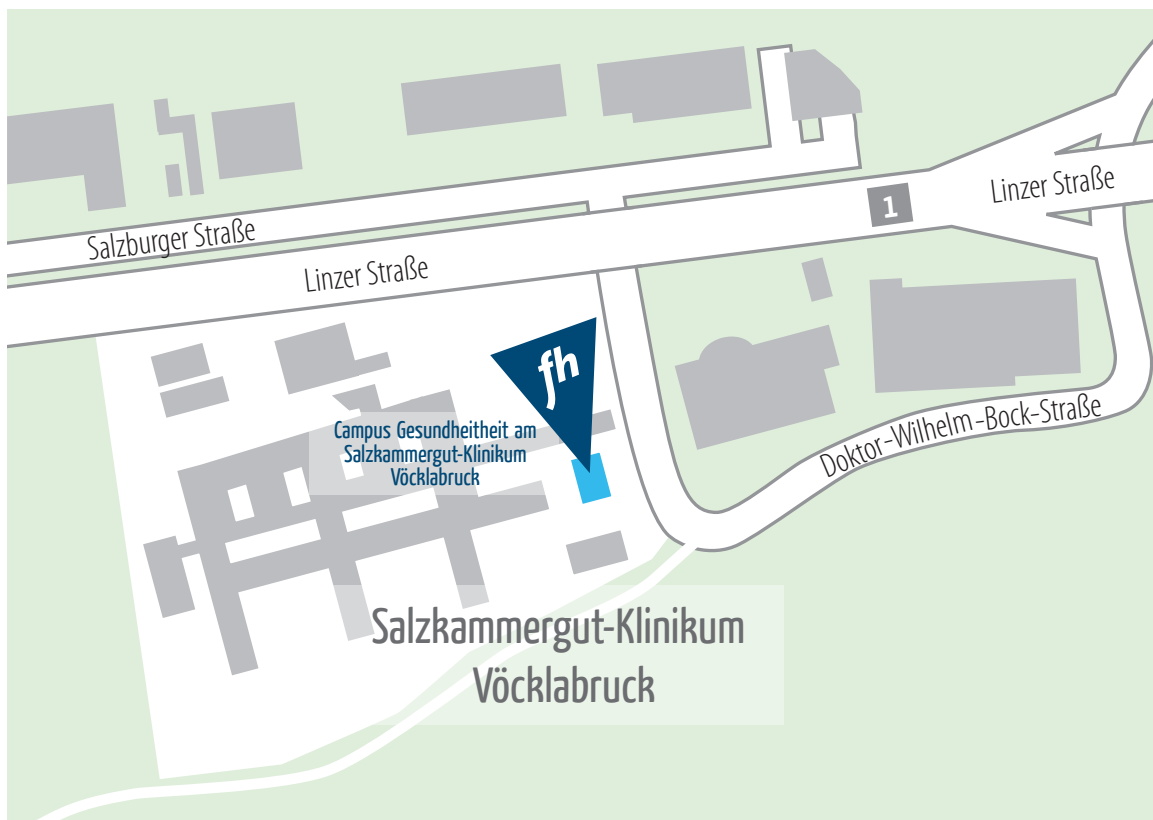 1
Linzer Straße
Salzburger Straße
Linzer Straße
fh
Campus Gesundheitheit am
Salzkammergut-Klinikum
Vöcklabruck
Doktor-Wilhelm-Bock-Straße
Salzkammergut-Klinikum
Vöcklabruck